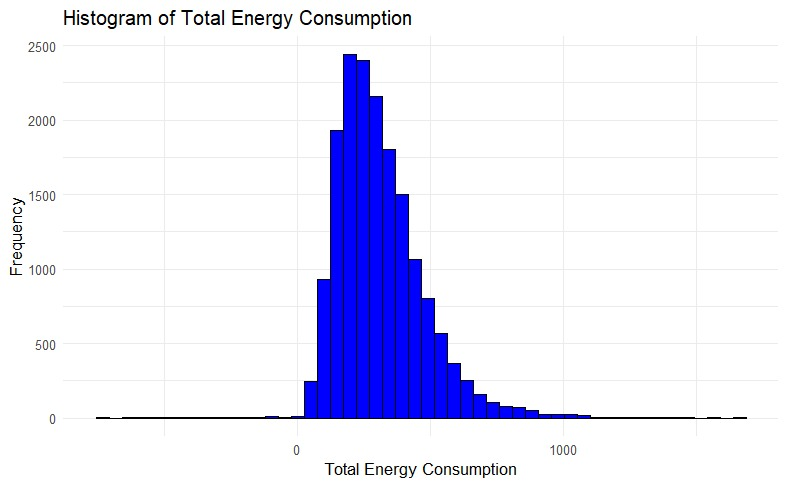 Histogram of Total Energy Consumption
2500
2000
1500
1000
500
0
Frequency
0 1000
Total Energy Consumption